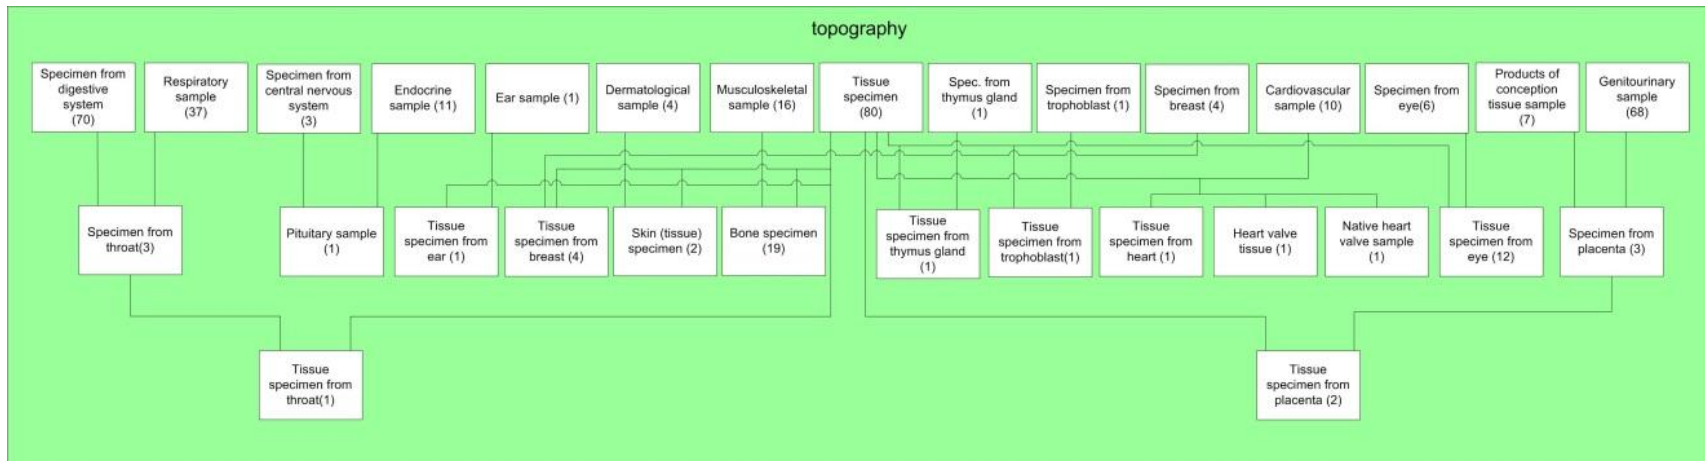 topography
Specimen from
digestive
system
(70)
Respiratory
sample
(37)
Specimen from
central nervous
system
(3)
Endocrine
sample (11)
Ear sample (1)
Dermatological
sample (4)
Musculoskeletal
sample (16)
Tissue
specimen
(80)
Spec. from
thymus gland
(1)
Specimen from
trophoblast (1)
Specimen from
breast (4)
Cardiovascular
sample (10)
Specimen from
eye(6)
Products of
conception
tissue sample
(7)
Genitourinary
sample
(68)
Specimen from
throat(3)
Pituitary sample
(1)
Tissue
specimen from
ear (1)
Tissue
specimen from
breast (4)
Skin (tissue)
specimen (2)
Bone specimen
(19)
Tissue
specimen from
thymus gland
(1)
Tissue
specimen from
trophoblast(1)
Tissue
specimen from
heart (1)
Heart valve
tissue (1)
Native heart
valve sample
(1)
Tissue
specimen from
eye (12)
Specimen from
placenta (3)
Tissue
specimen from
throat(1)
Tissue
specimen from
placenta (2)